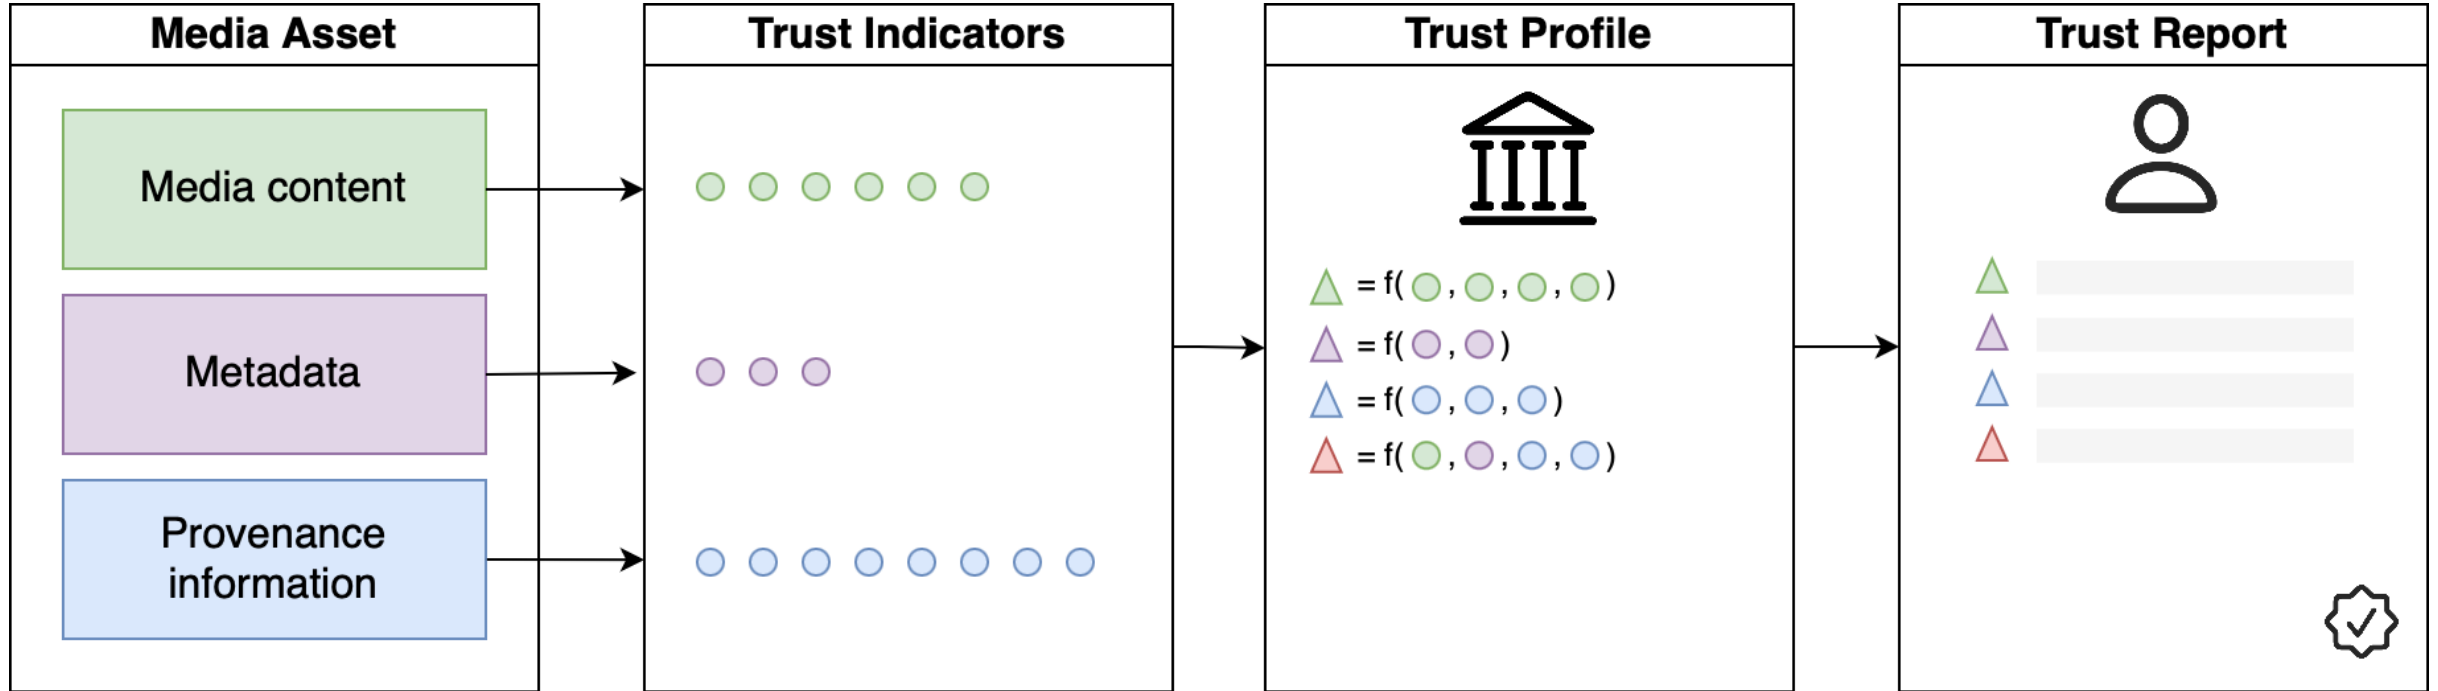 Media Asset
Media content
Metadata
Provenance
information
Trust Indicators
Trust Profile
= f( , , , )
= f( , )
= f( , , )
= f( , , , )
Trust Report